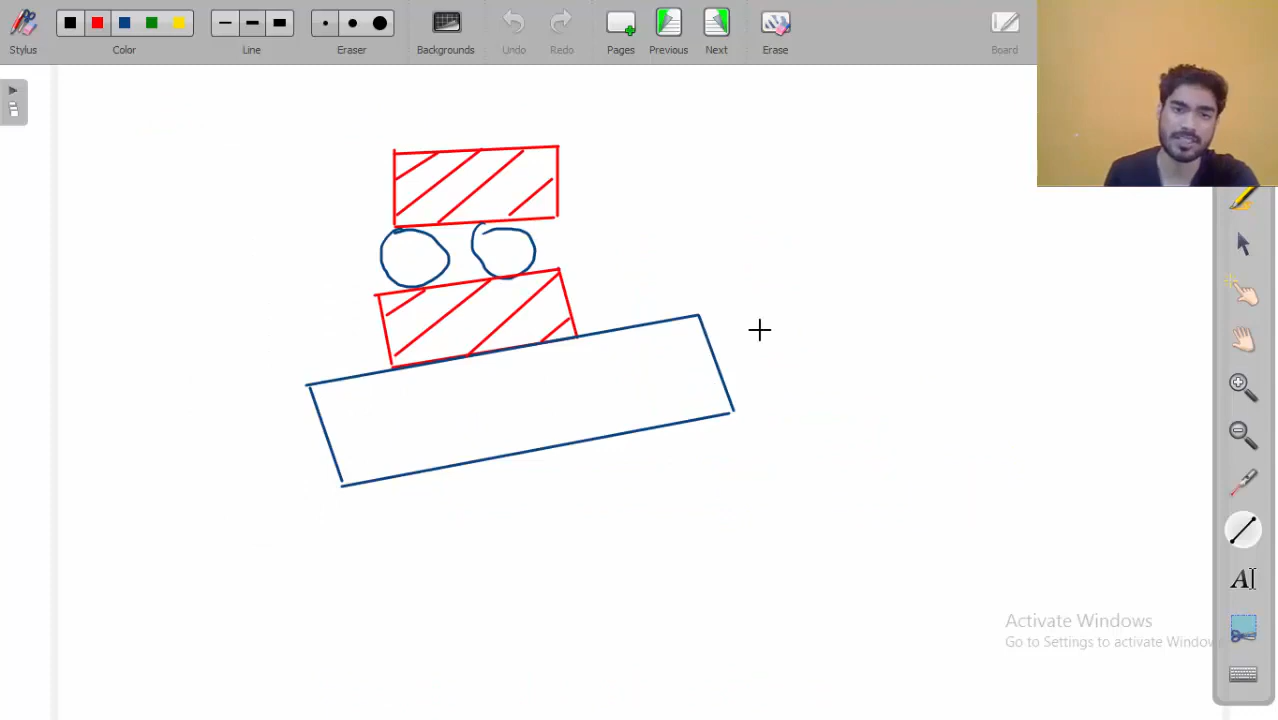 Stylus
Color
Line
Eraser
Backgrounds
Undo
Redo
Pages
Previous
Next
Erase
Board
A
Activate Windows
Go to Settings to activate Window